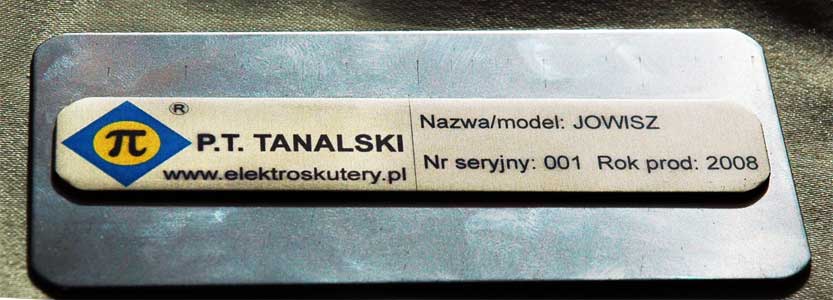 π ®
P.T. TANALSKI
www.elektroskutery.pl
Nazwa/model: JOWISZ
Nr seryjny: 001 Rok prod: 2008